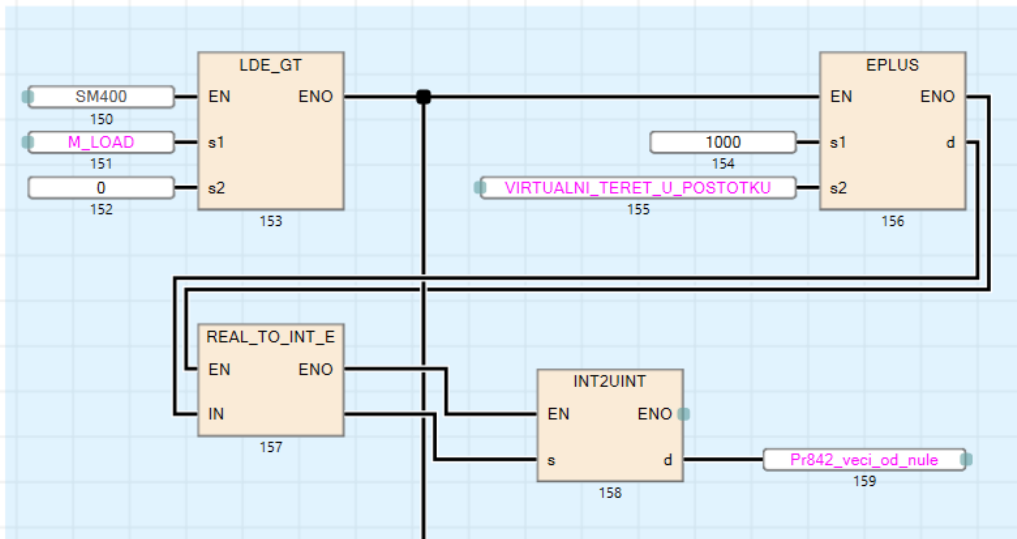 LDE_GT
EPLUS
SM400
EN
ENO
EN
ENO
150
M_LOAD
s1
1000
s1
d
151
154
0
s2
VIRTUALNI_TERET_U_POSTOTKU
s2
152
153
155
156
REAL_TO_INT_E
EN
ENO
INT2UINT
IN
EN
ENO
157
s
d
Pr842_veci_od_nule
158
159